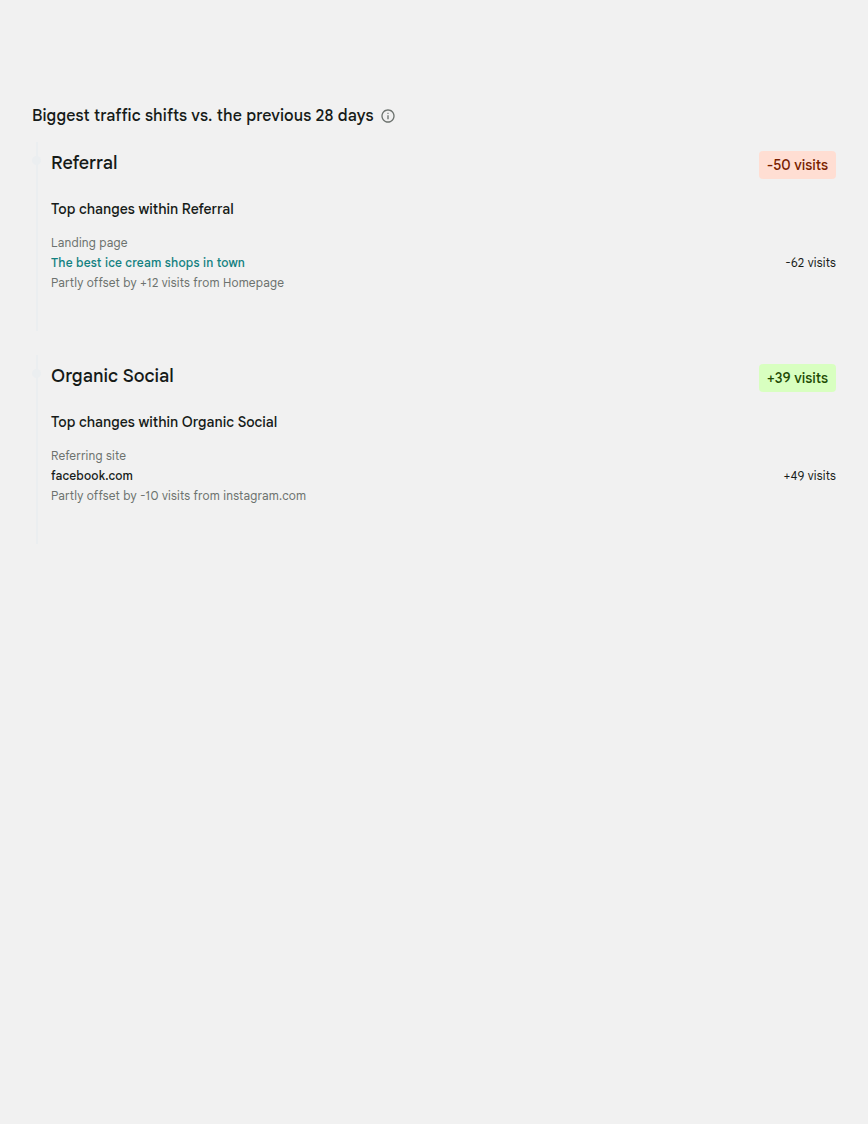 Biggest traffic shifts vs. the previous 28 days
Referral
-50 visits
Top changes within Referral
Landing page
The best ice cream shops in town
-62 visits
Partly offset by +12 visits from Homepage
Organic Social
+39 visits
Top changes within Organic Social
Referring site
facebook.com
+49 visits
Partly offset by -10 visits from instagram.com